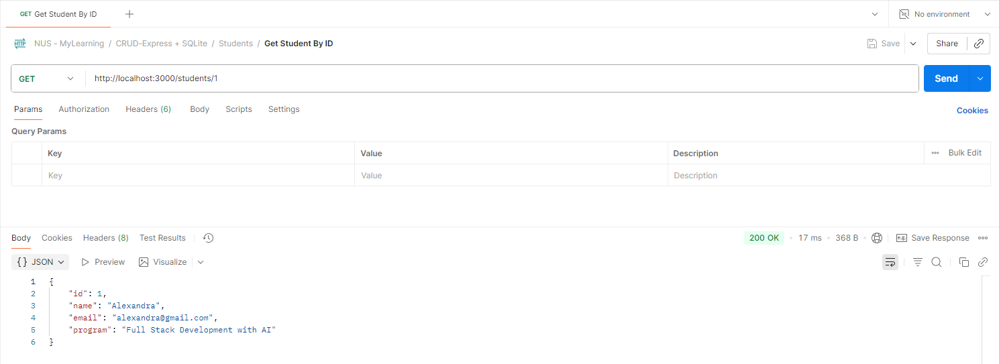 GET Get Student By ID
No environment
HTTP NUS - MyLearning / CRUD-Express + SQLite / Students / Get Student By ID
Save Share
GET http://localhost:3000/students/1 Send
Params Authorization Headers (6) Body Scripts Settings Cookies
Query Params
Key Value Description Bulk Edit
Key Value Description
Body Cookies Headers (8) Test Results 200 OK 17 ms 368 B e.g. Save Response
{} JSON Preview Visualize
1 {
2 "id": 1,
3 "name": "Alexandra",
4 "email": "alexandra@gmail.com",
5 "program": "Full Stack Development with AI"
6 }